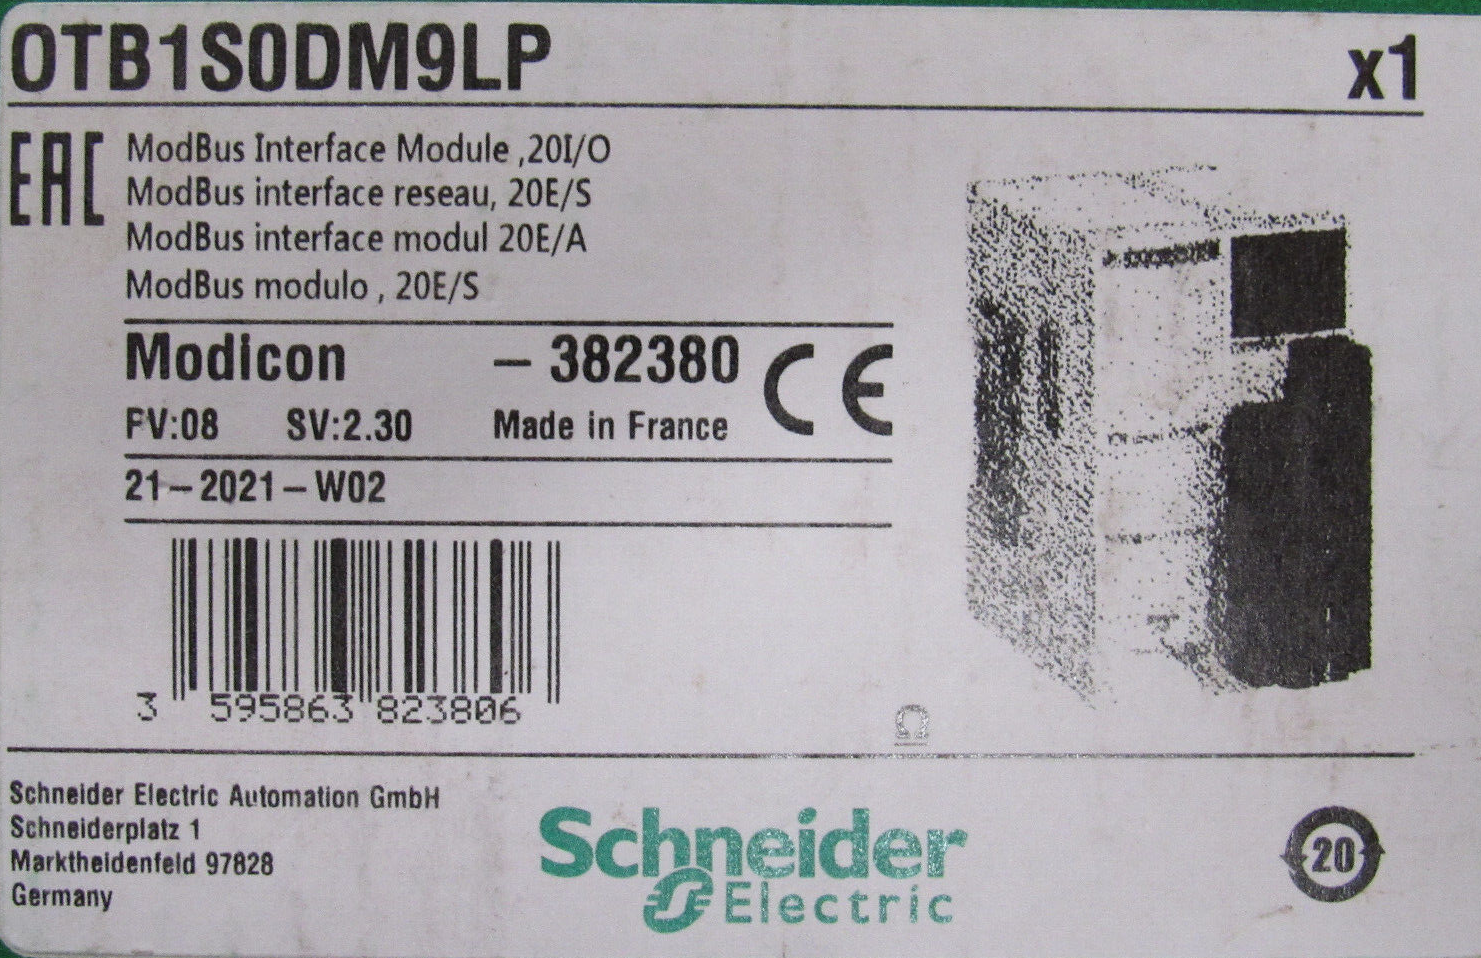 OTB1S0DM9LP
x1
EAC
ModBus Interface Module ,20I/O
ModBus interface reseau, 20E/S
ModBus interface modul 20E/A
ModBus modulo , 20E/S
Modicon – 382380 CE
PV:08 SV:2.30 Made in France
21–2021–W02
3 595863 823806
Ω
Schneider Electric Automation GmbH
Schneiderplatz 1
Marktheidenfeld 97828
Germany
Schneider
Electric
20